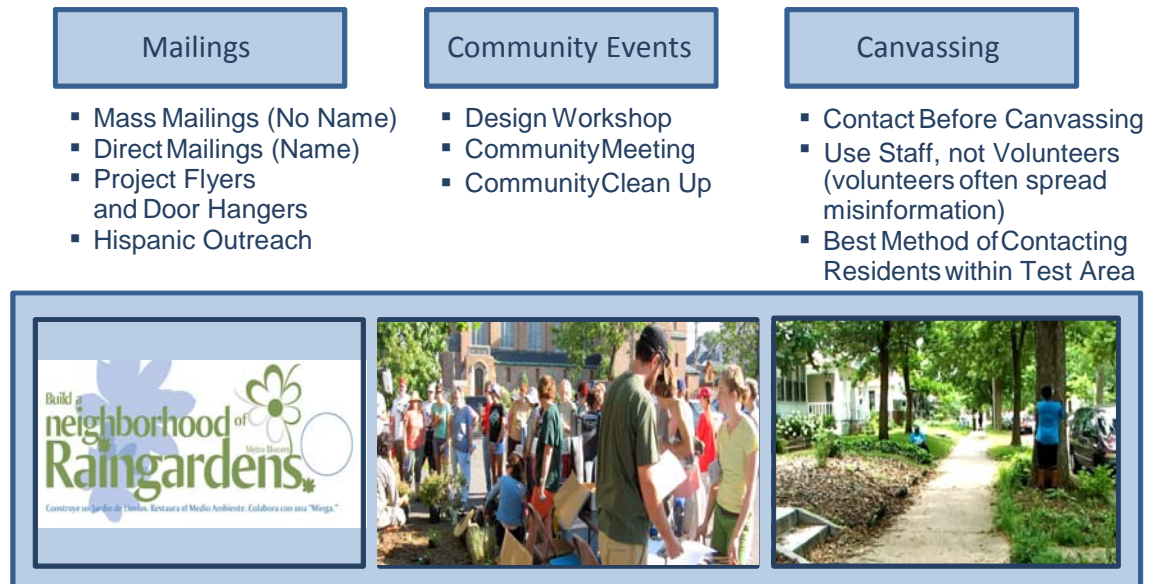 Mailings
▪ Mass Mailings (No Name)
▪ Direct Mailings (Name)
▪ Project Flyers
and Door Hangers
▪ Hispanic Outreach
Community Events
▪ Design Workshop
▪ Community Meeting
▪ Community Clean Up
Canvassing
▪ Contact Before Canvassing
▪ Use Staff, not Volunteers
(volunteers often spread
misinformation)
▪ Best Method of Contacting
Residents within Test Area
Build a
neighborhood of
Metro Blooms
Raingardens.
Construye un Jardín de Lluvias. Restaura el Medio Ambiente. Colabora con una "Minga."